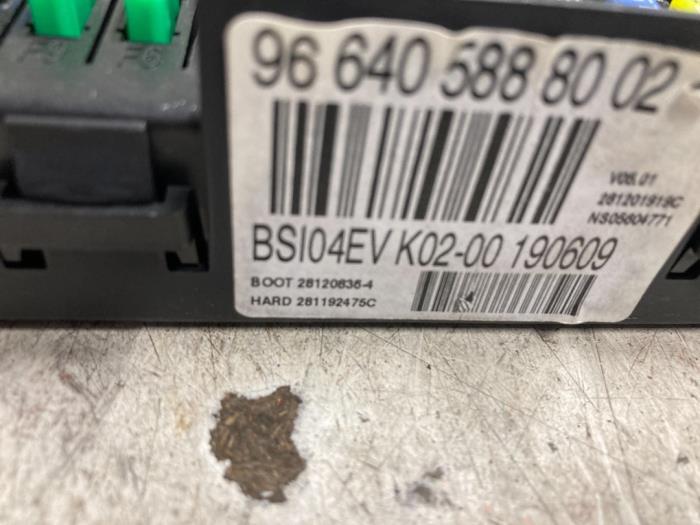 96 640 588 80 02
V05.01
281201919C
NS05604771
BSI04EV K02-00 190609
BOOT 28120836-4
HARD 281192475C